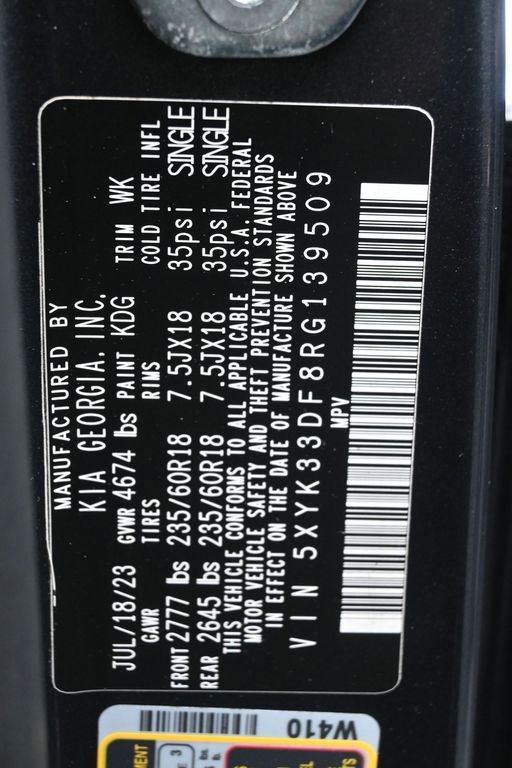 MANUFACTURED BY
KIA GEORGIA, INC.
JUL/18/23 GVWR 4674 lbs PAINT KDG TRIM WK
GAWR TIRES RIMS COLD TIRE INFL
FRONT 2777 lbs 235/60R18 7.5JX18 35psi SINGLE
REAR 2645 lbs 235/60R18 7.5JX18 35psi SINGLE
THIS VEHICLE CONFORMS TO ALL APPLICABLE U.S.A. FEDERAL
MOTOR VEHICLE SAFETY AND THEFT PREVENTION STANDARDS
IN EFFECT ON THE DATE OF MANUFACTURE SHOWN ABOVE
VIN 5XYK33DF8RG139509
MPV
W410